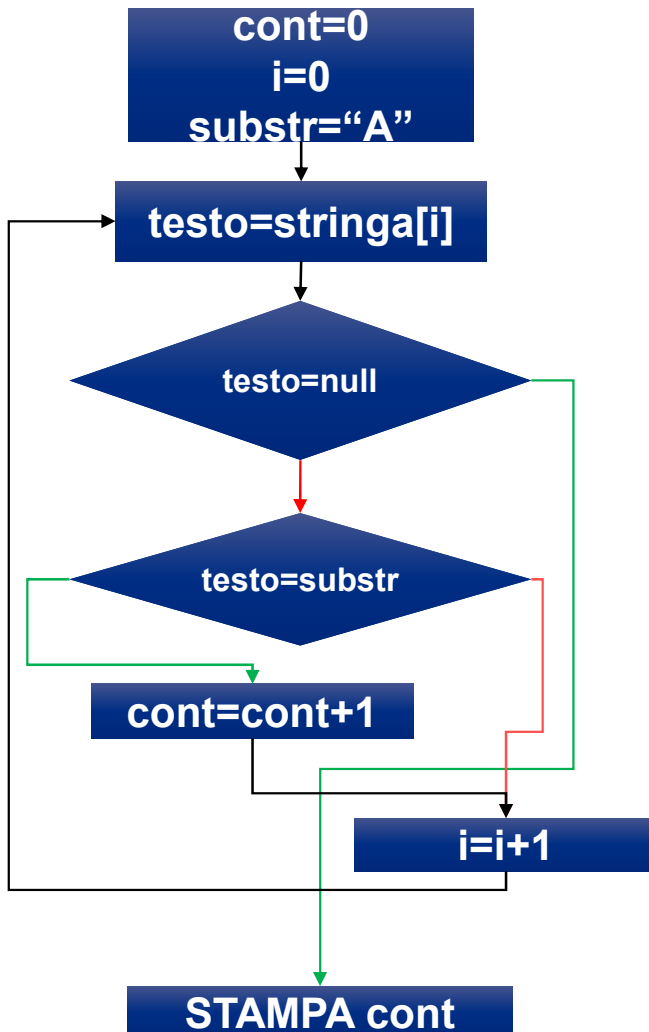 cont=0
i=0
substr=“A”
testo=stringa[i]
testo=null
testo=substr
cont=cont+1
i=i+1
STAMPA cont